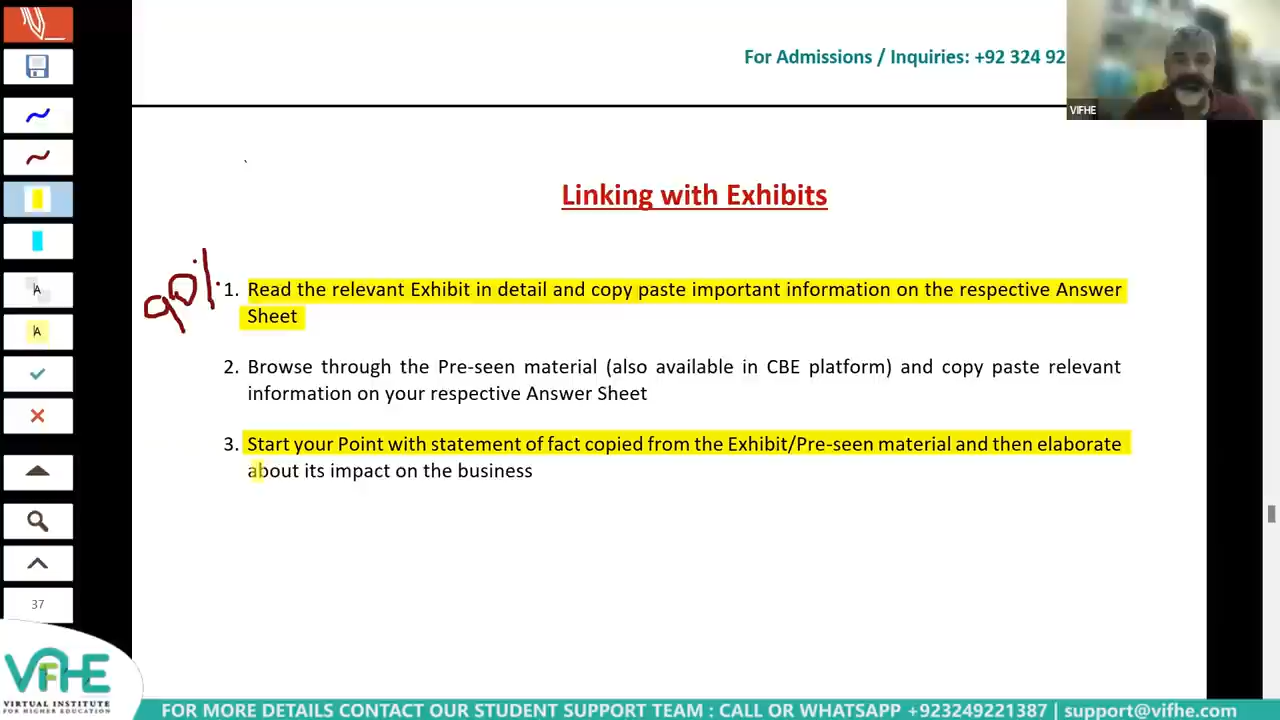 For Admissions / Inquiries: +92 324 92
VIFHE
Linking with Exhibits
90%
1. Read the relevant Exhibit in detail and copy paste important information on the respective Answer
Sheet
2. Browse through the Pre-seen material (also available in CBE platform) and copy paste relevant
information on your respective Answer Sheet
3. Start your Point with statement of fact copied from the Exhibit/Pre-seen material and then elaborate
about its impact on the business
A
A
37
VIFHE
VIRTUAL INSTITUTE
FOR HIGHER EDUCATION
FOR MORE DETAILS CONTACT OUR STUDENT SUPPORT TEAM : CALL OR WHATSAPP +923249221387 | support@vifhe.com